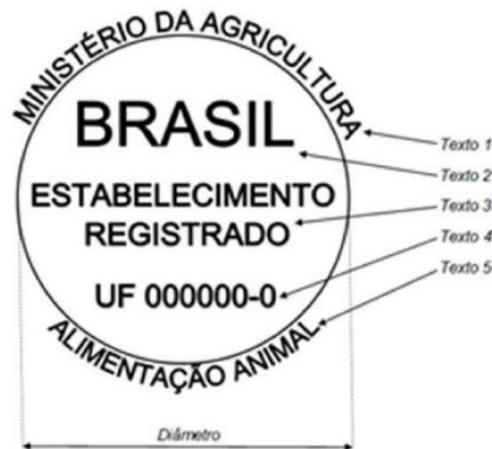 MINISTÉRIO DA AGRICULTURA
BRASIL
ESTABELECIMENTO
REGISTRADO
UF 000000-0
ALIMENTAÇÃO ANIMAL
Texto 1
Texto 2
Texto 3
Texto 4
Texto 5
Diâmetro